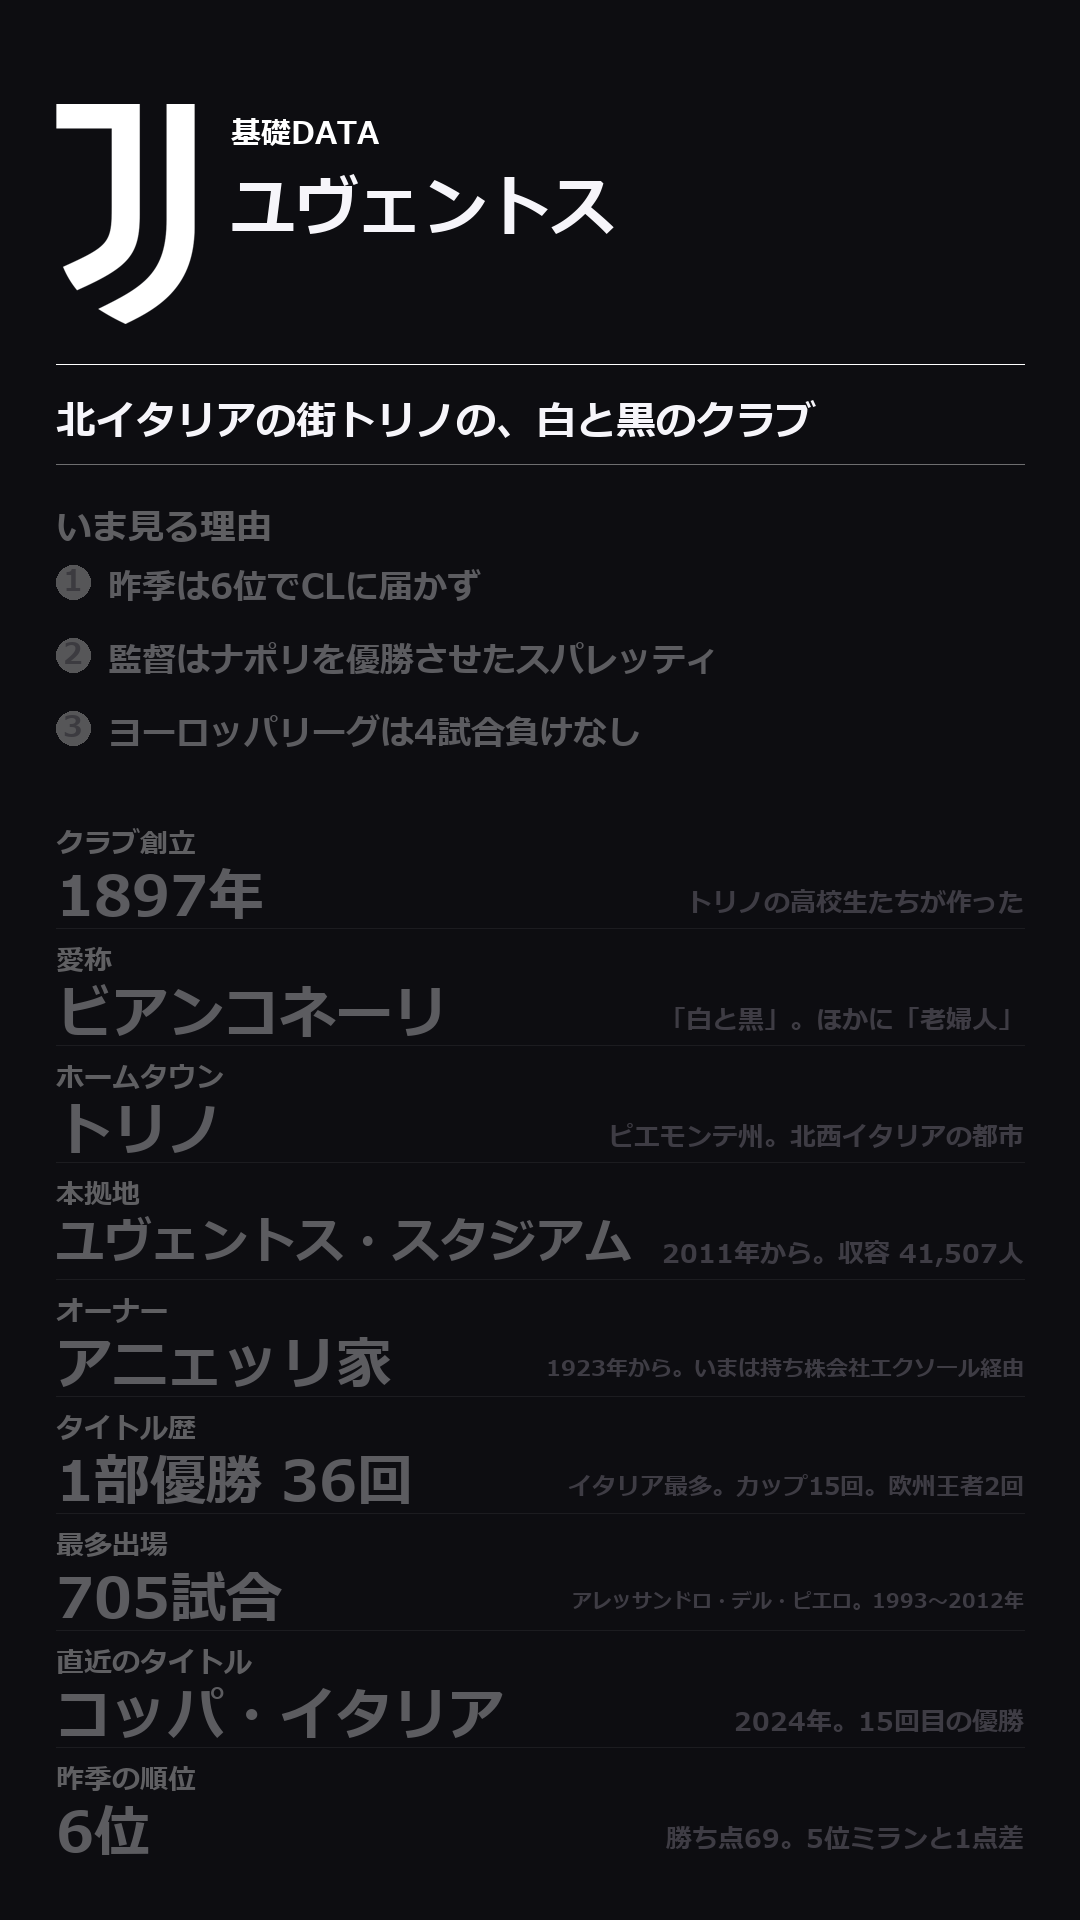 基礎DATA
ユヴェントス
北イタリアの街トリノの、白と黒のクラブ
いま見る理由
1 昨季は6位でCLに届かず
2 監督はナポリを優勝させたスパレッティ
3 ヨーロッパリーグは4試合負けなし
クラブ創立
1897年 トリノの高校生たちが作った
愛称
ビアンコネーリ 「白と黒」。ほかに「老婦人」
ホームタウン
トリノ ピエモンテ州。北西イタリアの都市
本拠地
ユヴェントス・スタジアム 2011年から。収容 41,507人
オーナー
アニェッリ家 1923年から。いまは持ち株会社エクソール経由
タイトル歴
1部優勝 36回 イタリア最多。カップ15回。欧州王者2回
最多出場
705試合 アレッサンドロ・デル・ピエロ。1993〜2012年
直近のタイトル
コッパ・イタリア 2024年。15回目の優勝
昨季の順位
6位 勝ち点69。5位ミランと1点差